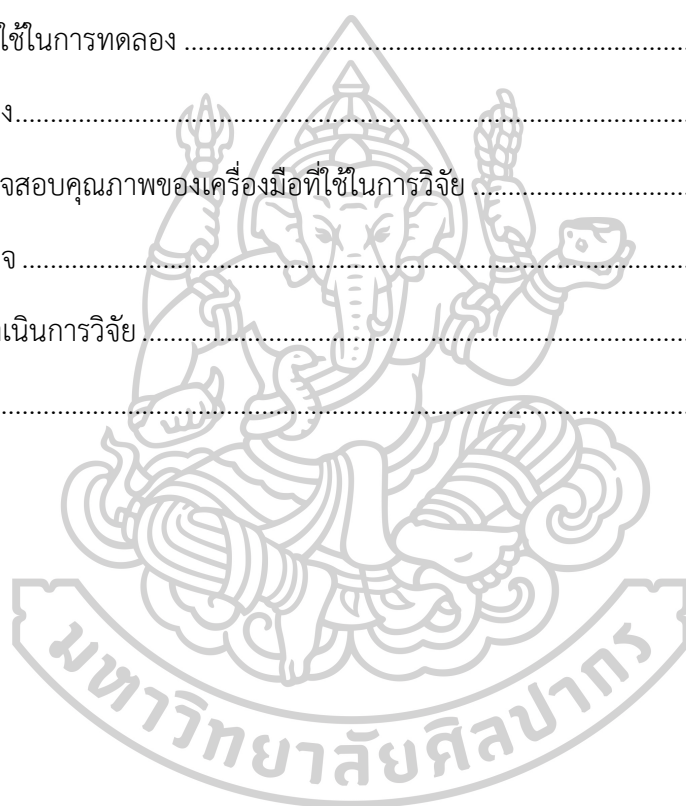 ใช้ในการทดลอง ........................................................................
ง........................................................................
จสอบคุณภาพของเครื่องมือที่ใช้ในการวิจัย ........................................
จ ........................................................................
เนินการวิจัย ........................................................................
........................................................................
มหาวิทยาลัยศิลปากร